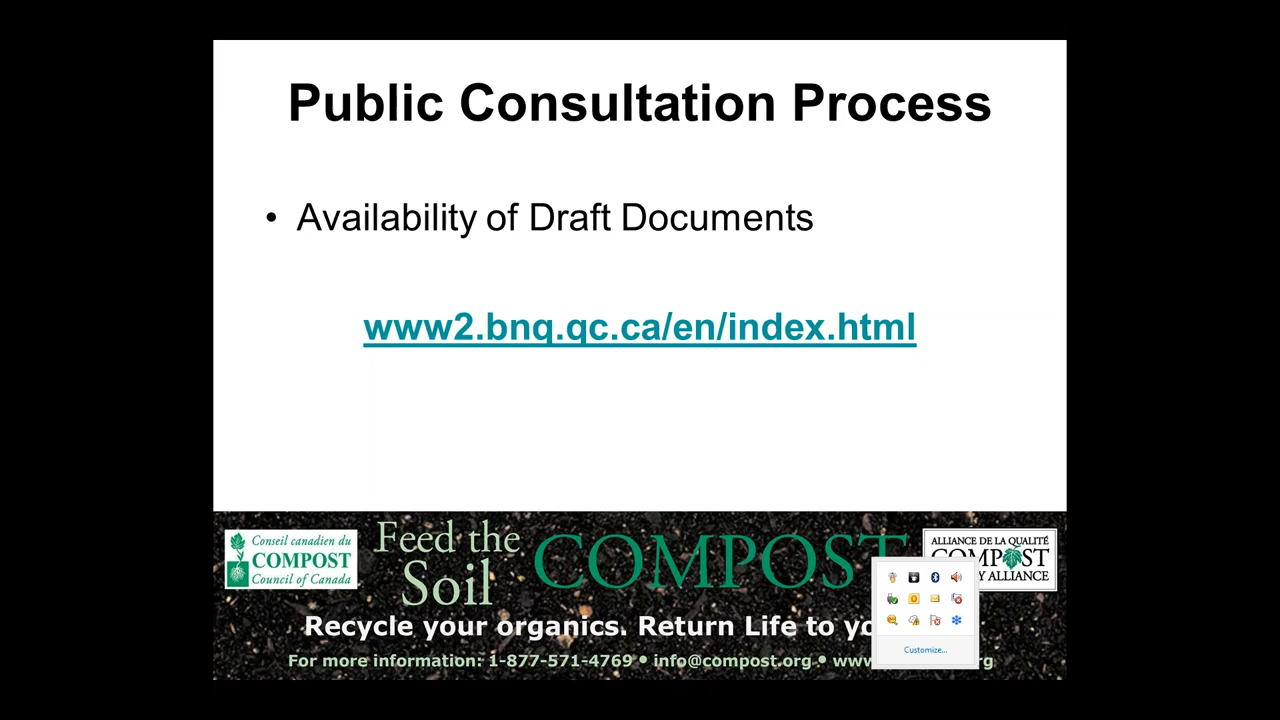 Public Consultation Process
• Availability of Draft Documents
www2.bnq.qc.ca/en/index.html
Conseil canadien du
COMPOST
Council of Canada
Feed the
Soil
COMPOST
ALLIANCE DE LA QUALITÉ
COMPOST
ALLIANCE
Recycle your organics. Return Life to
For more information: 1-877-571-4769 • info@compost.org •
Customize...